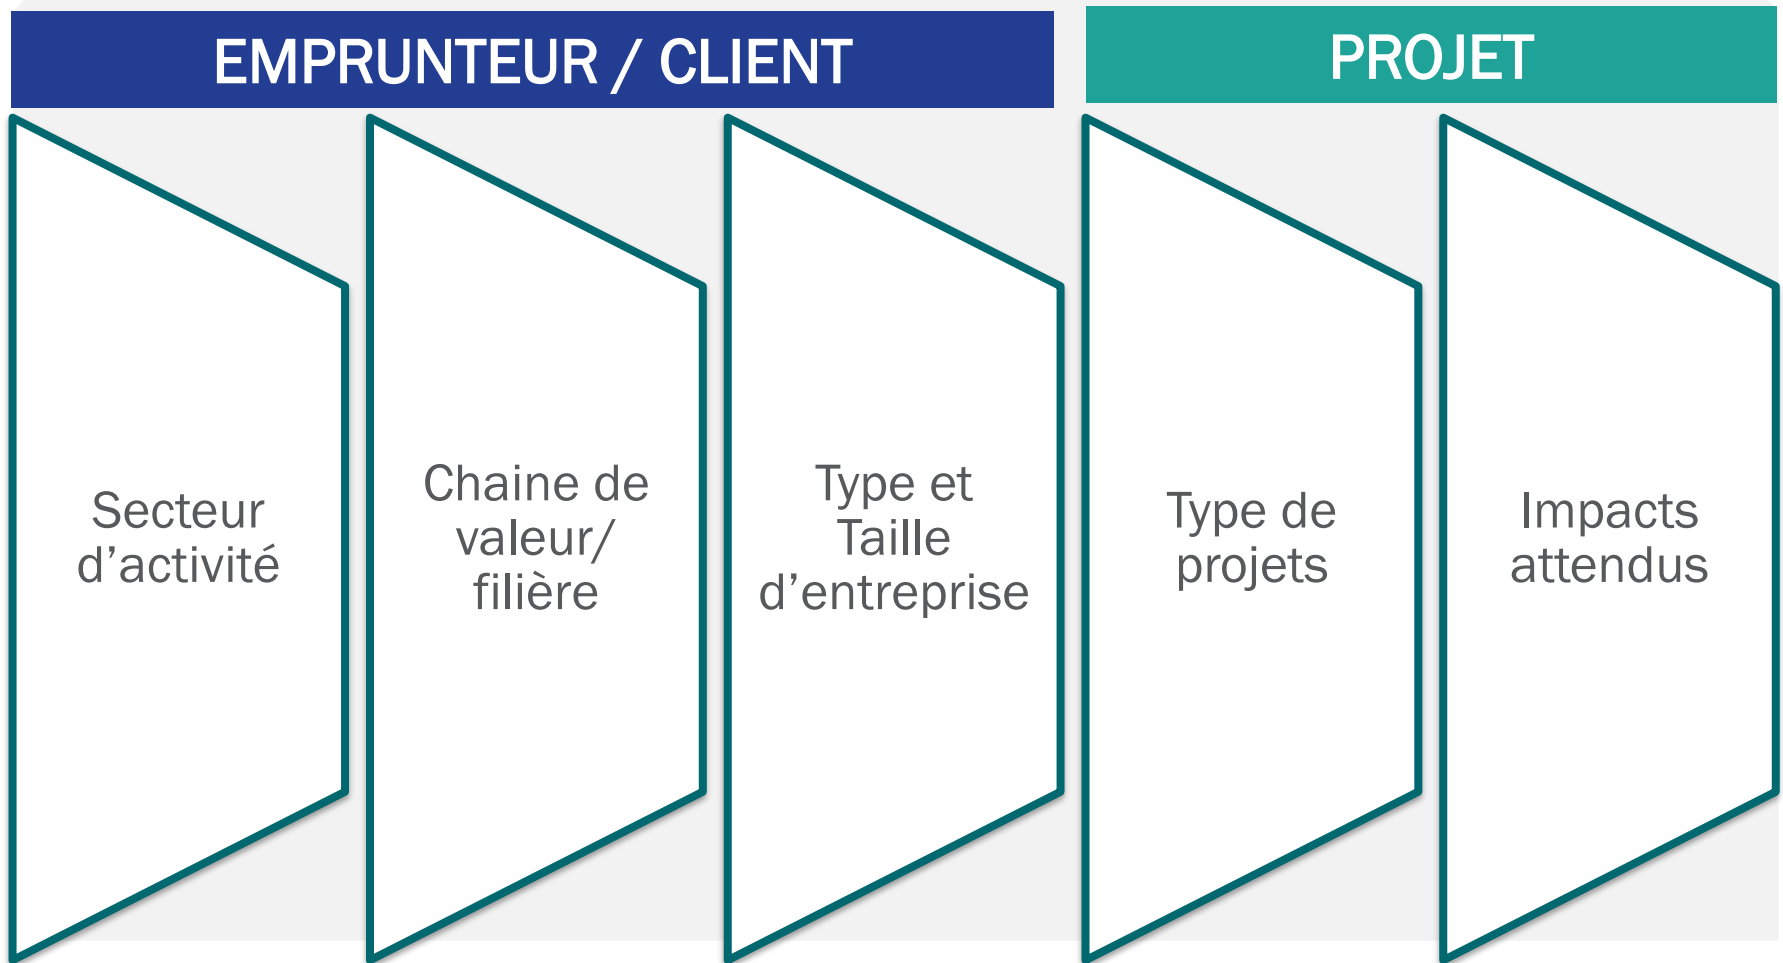 EMPRUNTEUR / CLIENT
PROJET
Secteur
d’activité
Chaine de
valeur/
filière
Type et
Taille
d’entreprise
Type de
projets
Impacts
attendus